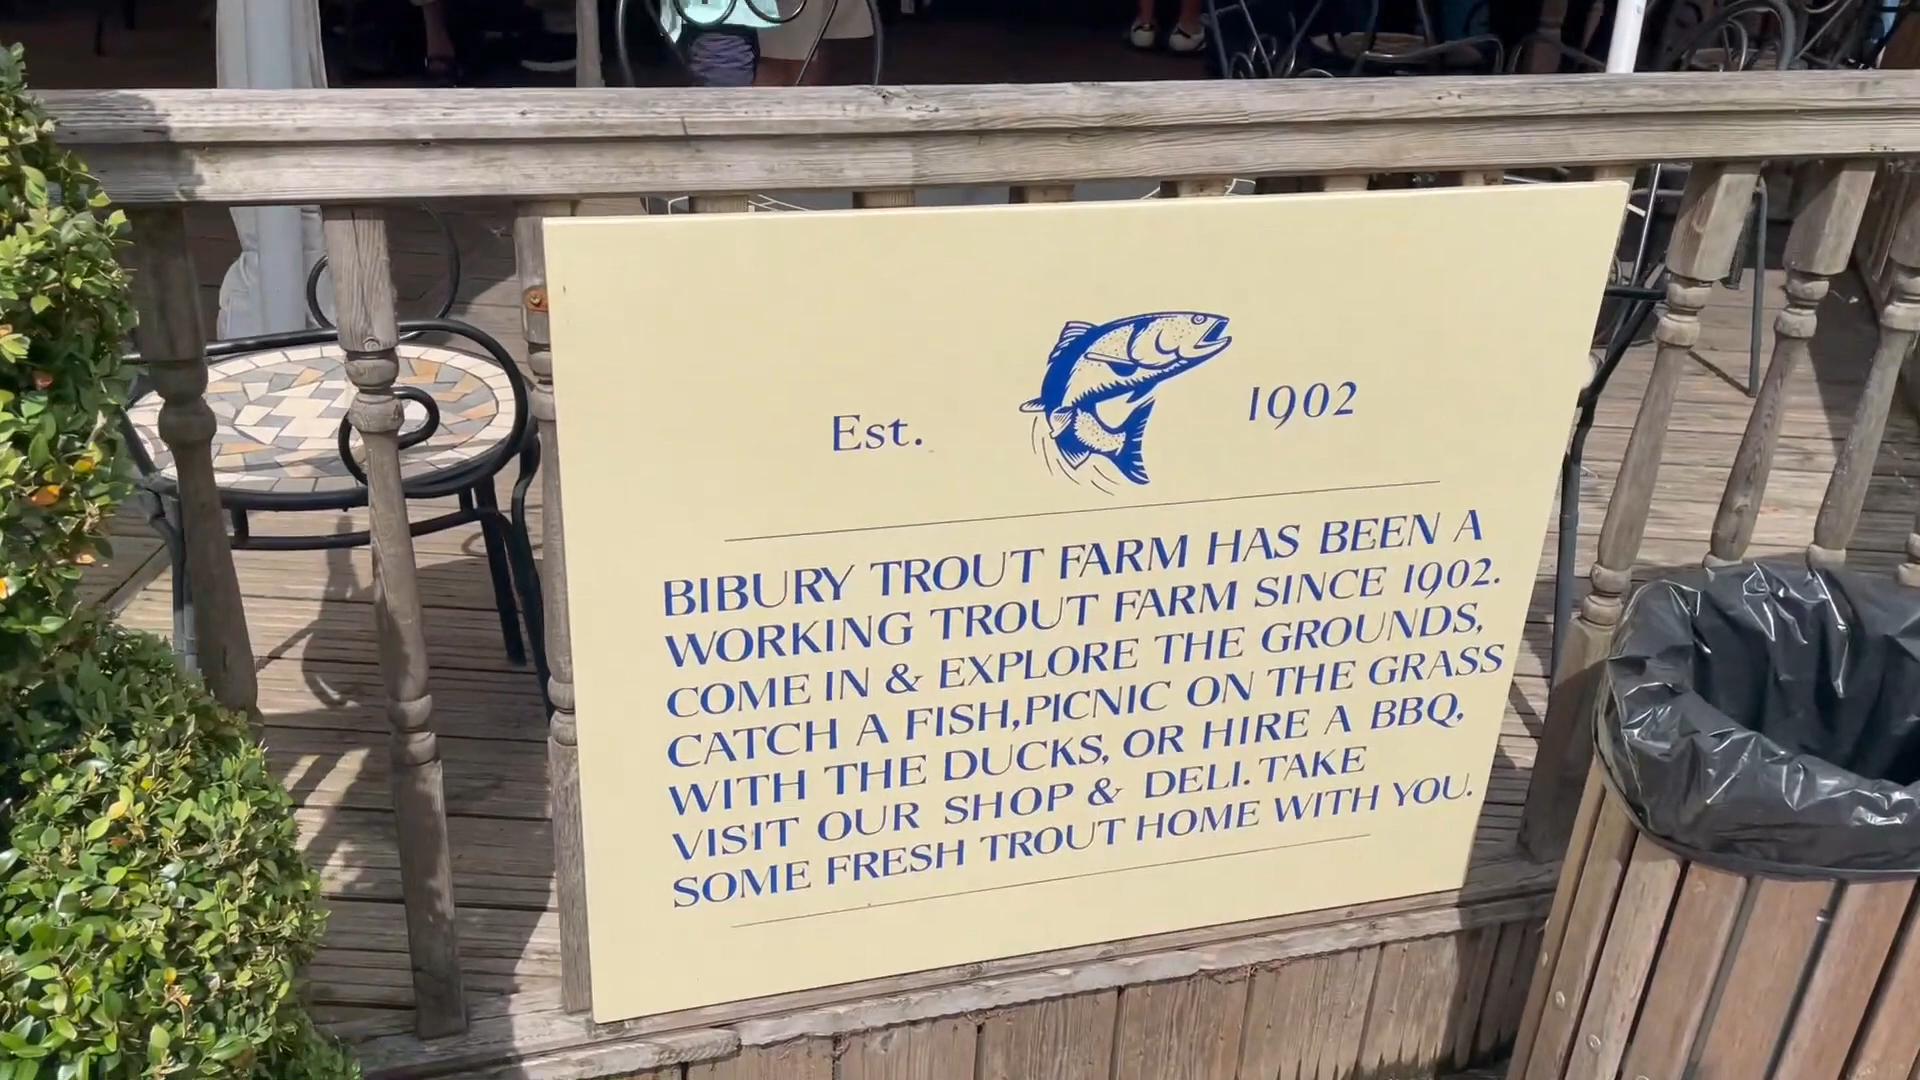 Est. 1902
BIBURY TROUT FARM HAS BEEN A
WORKING TROUT FARM SINCE 1902.
COME IN & EXPLORE THE GROUNDS,
CATCH A FISH, PICNIC ON THE GRASS
WITH THE DUCKS, OR HIRE A BBQ.
VISIT OUR SHOP & DELI. TAKE
SOME FRESH TROUT HOME WITH YOU.